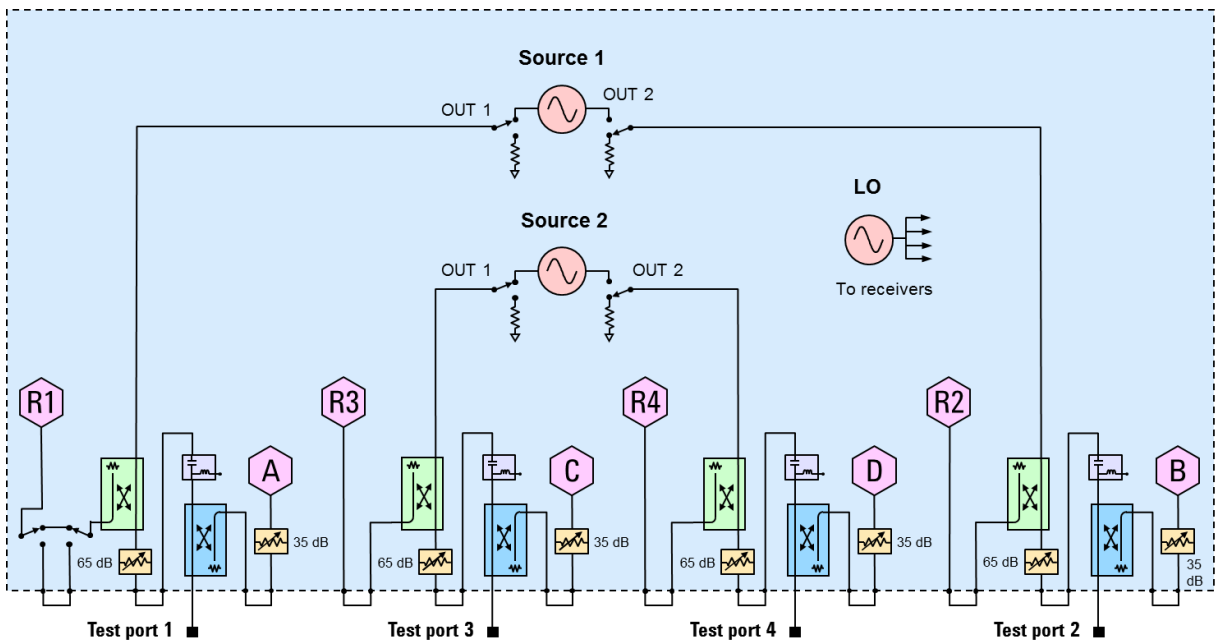 Source 1
OUT 1
OUT 2
LO
Source 2
OUT 1
OUT 2
To receivers
R1
R3
R4
R2
A
C
D
B
65 dB
35 dB
65 dB
35 dB
65 dB
35 dB
65 dB
35
dB
Test port 1
Test port 3
Test port 4
Test port 2